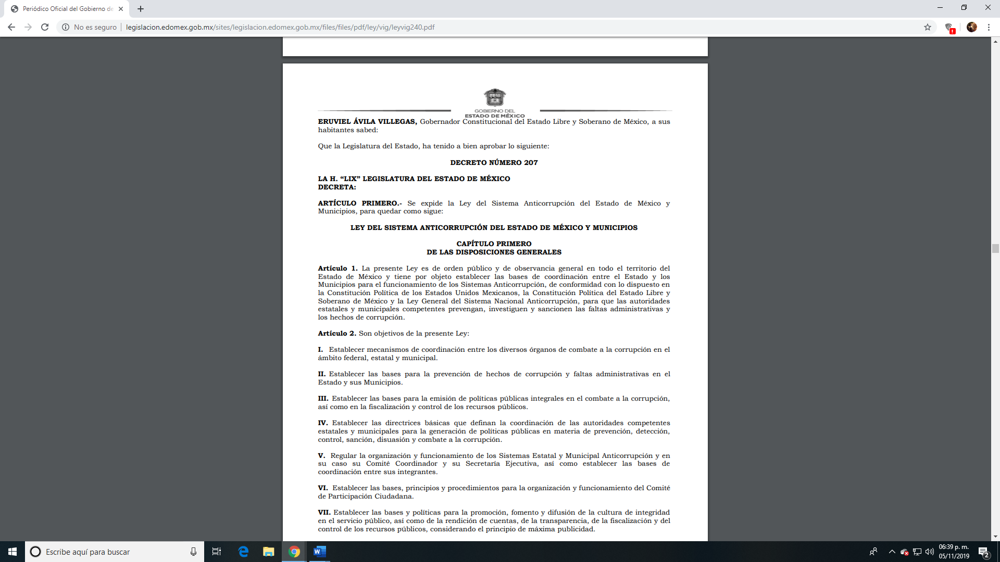 Periódico Oficial del Gobierno de
No es seguro legislacion.edomex.gob.mx/sites/legislacion.edomex.gob.mx/files/files/pdf/ley/vig/leyvig240.pdf
GOBIERNO DEL
ESTADO DE MÉXICO
ERUVIEL ÁVILA VILLEGAS, Gobernador Constitucional del Estado Libre y Soberano de México, a sus
habitantes sabed:
Que la Legislatura del Estado, ha tenido a bien aprobar lo siguiente:
DECRETO NÚMERO 207
LA H. “LIX” LEGISLATURA DEL ESTADO DE MÉXICO
DECRETA:
ARTÍCULO PRIMERO.- Se expide la Ley del Sistema Anticorrupción del Estado de México y
Municipios, para quedar como sigue:
LEY DEL SISTEMA ANTICORRUPCIÓN DEL ESTADO DE MÉXICO Y MUNICIPIOS
CAPÍTULO PRIMERO
DE LAS DISPOSICIONES GENERALES
Artículo 1. La presente Ley es de orden público y de observancia general en todo el territorio del
Estado de México y tiene por objeto establecer las bases de coordinación entre el Estado y los
Municipios para el funcionamiento de los Sistemas Anticorrupción, de conformidad con lo dispuesto en
la Constitución Política de los Estados Unidos Mexicanos, la Constitución Política del Estado Libre y
Soberano de México y la Ley General del Sistema Nacional Anticorrupción, para que las autoridades
estatales y municipales competentes prevengan, investiguen y sancionen las faltas administrativas y
los hechos de corrupción.
Artículo 2. Son objetivos de la presente Ley:
I. Establecer mecanismos de coordinación entre los diversos órganos de combate a la corrupción en el
ámbito federal, estatal y municipal.
II. Establecer las bases para la prevención de hechos de corrupción y faltas administrativas en el
Estado y sus Municipios.
III. Establecer las bases para la emisión de políticas públicas integrales en el combate a la corrupción,
así como en la fiscalización y control de los recursos públicos.
IV. Establecer las directrices básicas que definan la coordinación de las autoridades competentes
estatales y municipales para la generación de políticas públicas en materia de prevención, detección,
control, sanción, disuasión y combate a la corrupción.
V. Regular la organización y funcionamiento de los Sistemas Estatal y Municipal Anticorrupción y en
su caso su Comité Coordinador y su Secretaría Ejecutiva, así como establecer las bases de
coordinación entre sus integrantes.
VI. Establecer las bases, principios y procedimientos para la organización y funcionamiento del Comité
de Participación Ciudadana.
VII. Establecer las bases y políticas para la promoción, fomento y difusión de la cultura de integridad
en el servicio público, así como de la rendición de cuentas, de la transparencia, de la fiscalización y del
control de los recursos públicos, considerando el principio de máxima publicidad.
Escribe aquí para buscar
06:39 p. m.
05/11/2019
2